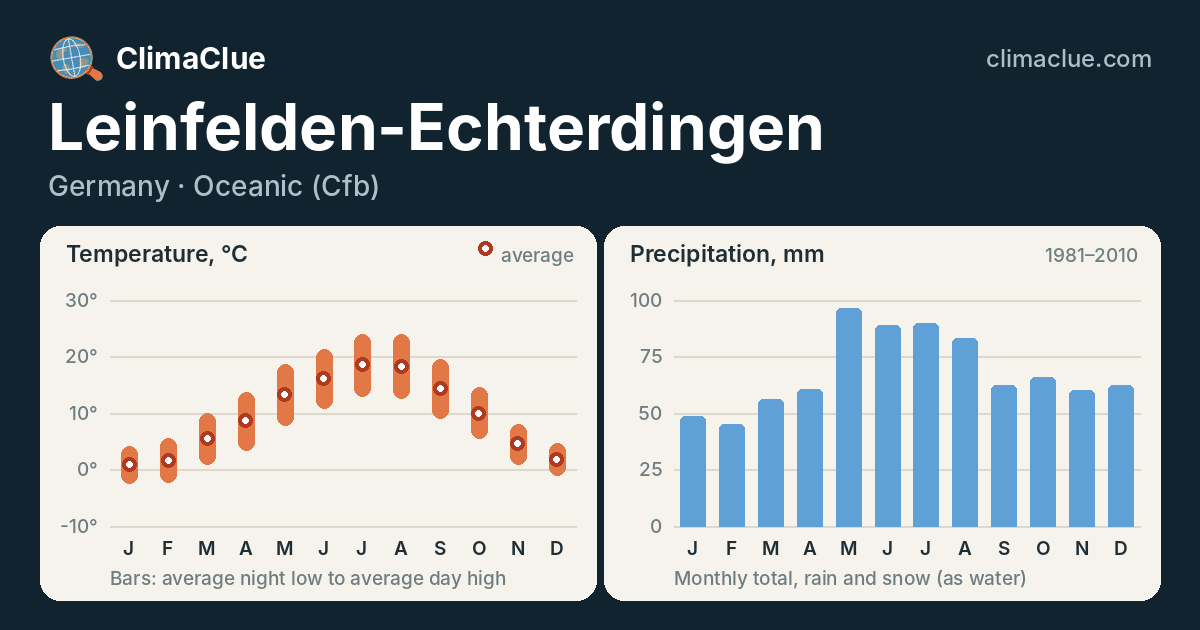 ClimaClue
climaclue.com
Leinfelden-Echterdingen
Germany · Oceanic (Cfb)
Temperature, °C
average
30°
20°
10°
0°
-10°
J F M A M J J A S O N D
Bars: average night low to average day high
Precipitation, mm
1981–2010
100
75
50
25
0
J F M A M J J A S O N D
Monthly total, rain and snow (as water)